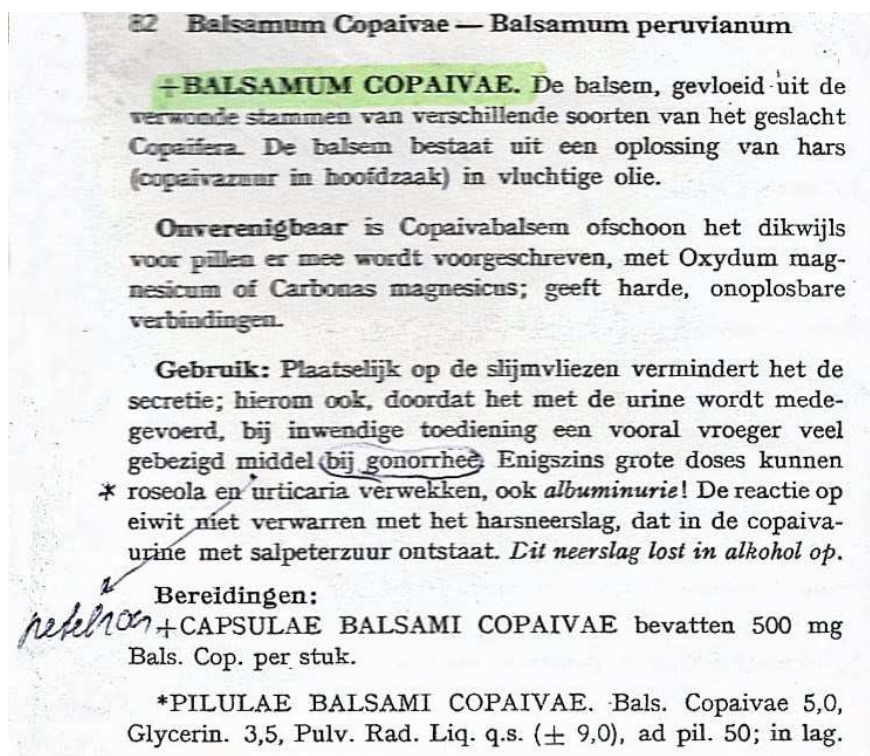 82 Balsamum Copaivae — Balsamum peruvianum
+BALSAMUM COPAIVAE. De balsem, gevloeid uit de
verwonde stammen van verschillende soorten van het geslacht
Copaifera. De balsem bestaat uit een oplossing van hars
(copaivazuur in hoofdzaak) in vluchtige olie.
Onverenigbaar is Copaivabalsem ofschoon het dikwijls
voor pillen er mee wordt voorgeschreven, met Oxydum mag-
nesicum of Carbonas magnesicus; geeft harde, onoplosbare
verbindingen.
Gebruik: Plaatselijk op de slijmvliezen vermindert het de
secretie; hierom ook, doordat het met de urine wordt mede-
gevoerd, bij inwendige toediening een vooral vroeger veel
gebezigd middel bij gonorrhee. Enigszins grote doses kunnen
* roseola en urticaria verwekken, ook albuminurie! De reactie op
eiwit niet verwarren met het harsneerslag, dat in de copaiva-
urine met salpeterzuur ontstaat. Dit neerslag lost in alkohol op.
Bereidingen:
+CAPSULAE BALSAMI COPAIVAE bevatten 500 mg
Bals. Cop. per stuk.
*PILULAE BALSAMI COPAIVAE. Bals. Copaivae 5,0,
Glycerin. 3,5, Pulv. Rad. Liq. q.s. (± 9,0), ad pil. 50; in lag.